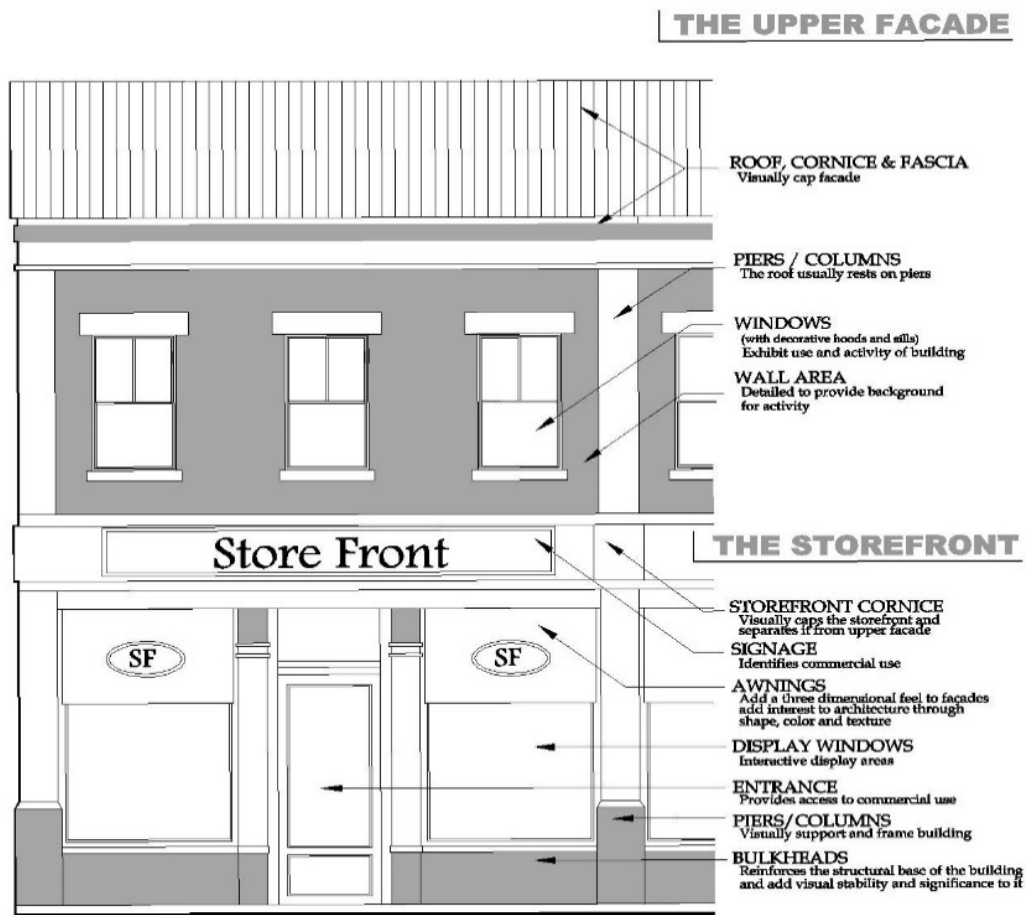 THE UPPER FACADE
ROOF, CORNICE & FASCIA
Visually cap facade
PIERS / COLUMNS
The roof usually rests on piers
WINDOWS
(with decorative hoods and sills)
Exhibit use and activity of building
WALL AREA
Detailed to provide background
for activity
Store Front
THE STOREFRONT
STOREFRONT CORNICE
Visually caps the storefront and
separates it from upper facade
SIGNAGE
Identifies commercial use
SF
SF
AWNINGS
Add a three dimensional feel to facades
add interest to architecture through
shape, color and texture
DISPLAY WINDOWS
Interactive display areas
ENTRANCE
Provides access to commercial use
PIERS/COLUMNS
Visually support and frame building
BULKHEADS
Reinforces the structural base of the building
and add visual stability and significance to it